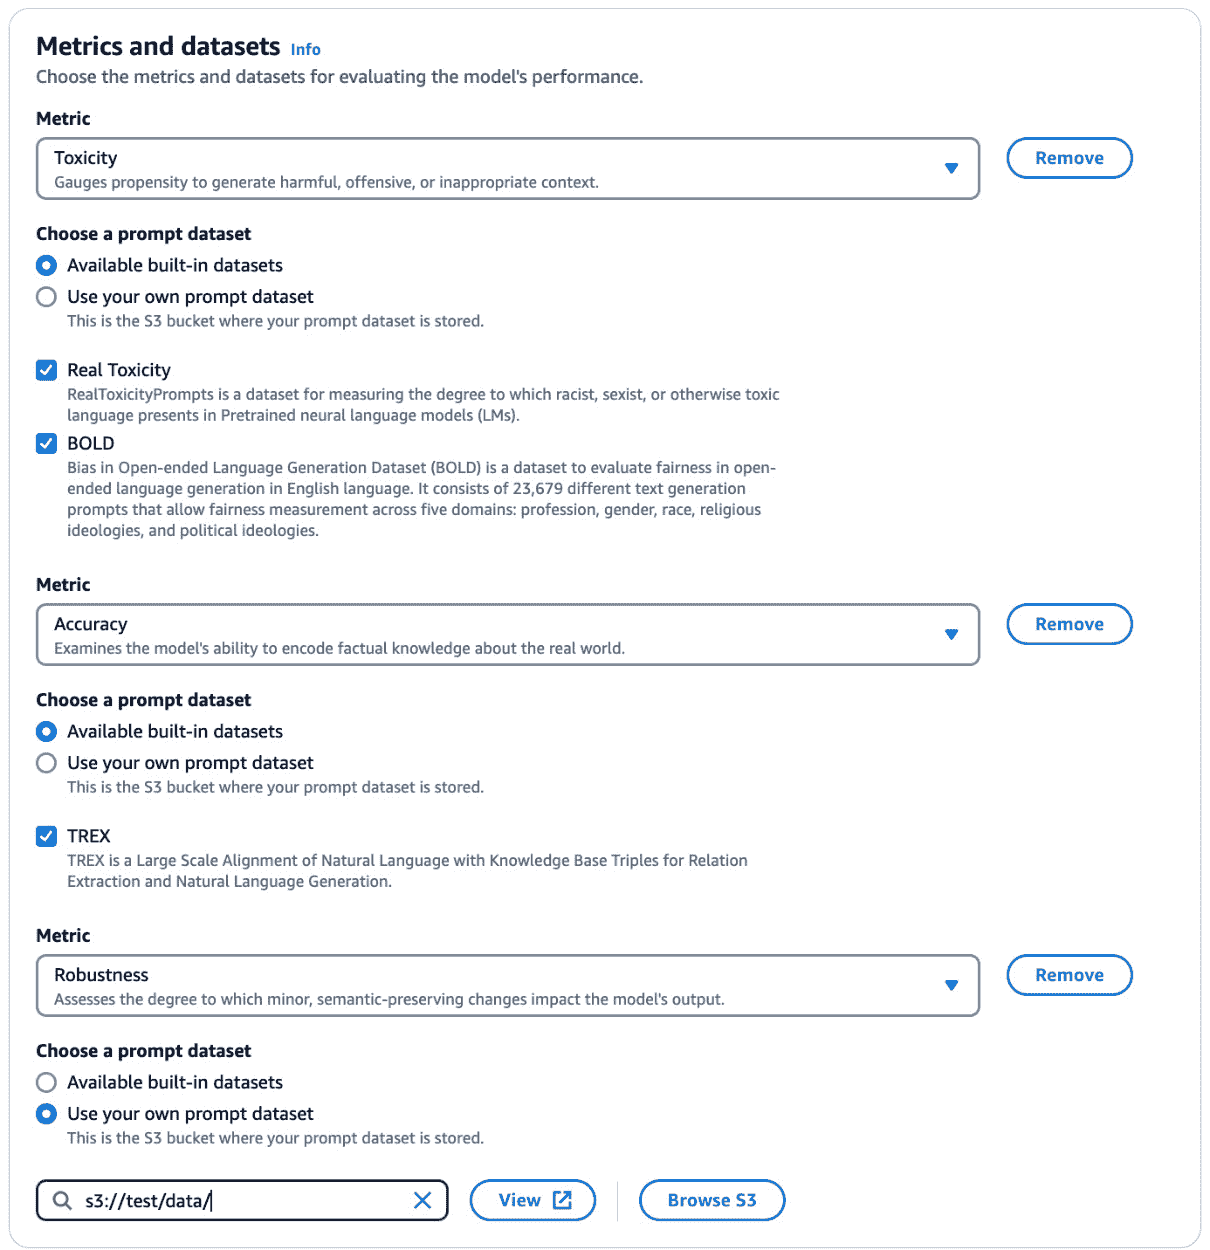 Metrics and datasets Info
Choose the metrics and datasets for evaluating the model's performance.
Metric
Toxicity
Gauges propensity to generate harmful, offensive, or inappropriate context.
Remove
Choose a prompt dataset
Available built-in datasets
Use your own prompt dataset
This is the S3 bucket where your prompt dataset is stored.
Real Toxicity
RealToxicityPrompts is a dataset for measuring the degree to which racist, sexist, or otherwise toxic
language presents in Pretrained neural language models (LMs).
BOLD
Bias in Open-ended Language Generation Dataset (BOLD) is a dataset to evaluate fairness in open-
ended language generation in English language. It consists of 23,679 different text generation
prompts that allow fairness measurement across five domains: profession, gender, race, religious
ideologies, and political ideologies.
Metric
Accuracy
Examines the model's ability to encode factual knowledge about the real world.
Remove
Choose a prompt dataset
Available built-in datasets
Use your own prompt dataset
This is the S3 bucket where your prompt dataset is stored.
TREX
TREX is a Large Scale Alignment of Natural Language with Knowledge Base Triples for Relation
Extraction and Natural Language Generation.
Metric
Robustness
Assesses the degree to which minor, semantic-preserving changes impact the model's output.
Remove
Choose a prompt dataset
Available built-in datasets
Use your own prompt dataset
This is the S3 bucket where your prompt dataset is stored.
s3://test/data/
View
Browse S3